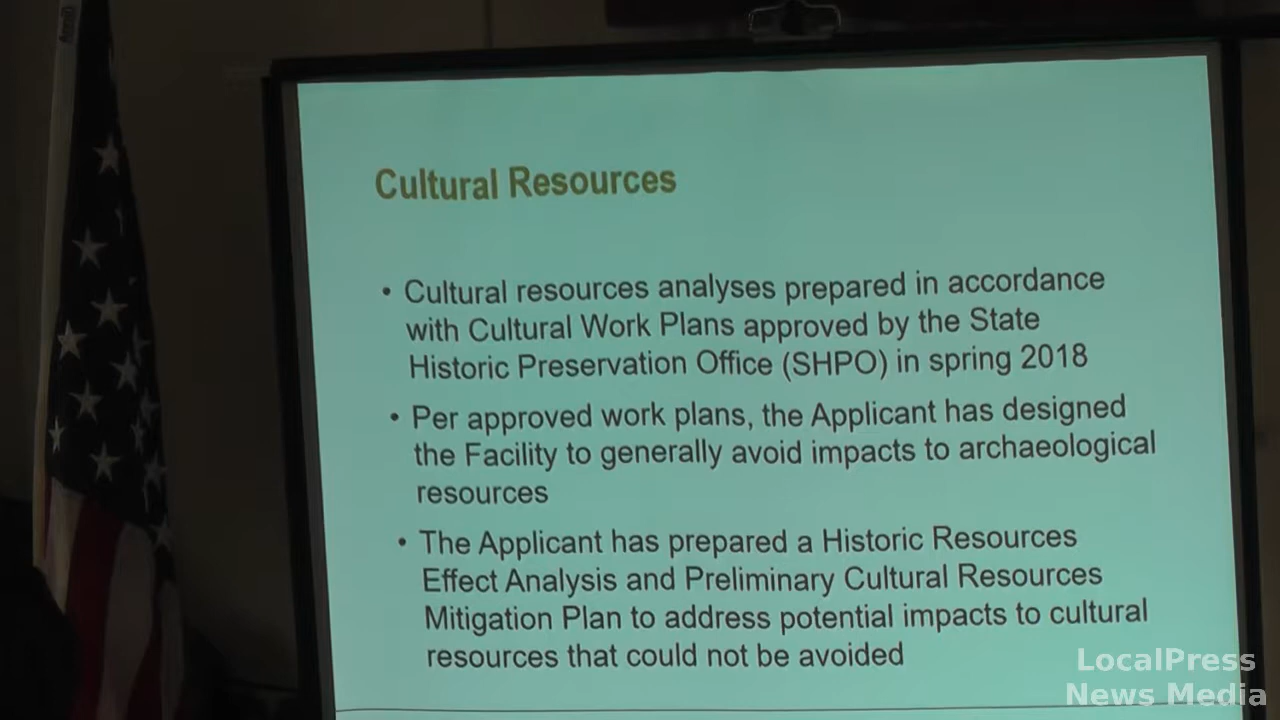 Cultural Resources
• Cultural resources analyses prepared in accordance
with Cultural Work Plans approved by the State
Historic Preservation Office (SHPO) in spring 2018
• Per approved work plans, the Applicant has designed
the Facility to generally avoid impacts to archaeological
resources
• The Applicant has prepared a Historic Resources
Effect Analysis and Preliminary Cultural Resources
Mitigation Plan to address potential impacts to cultural
resources that could not be avoided
LocalPress
News Media